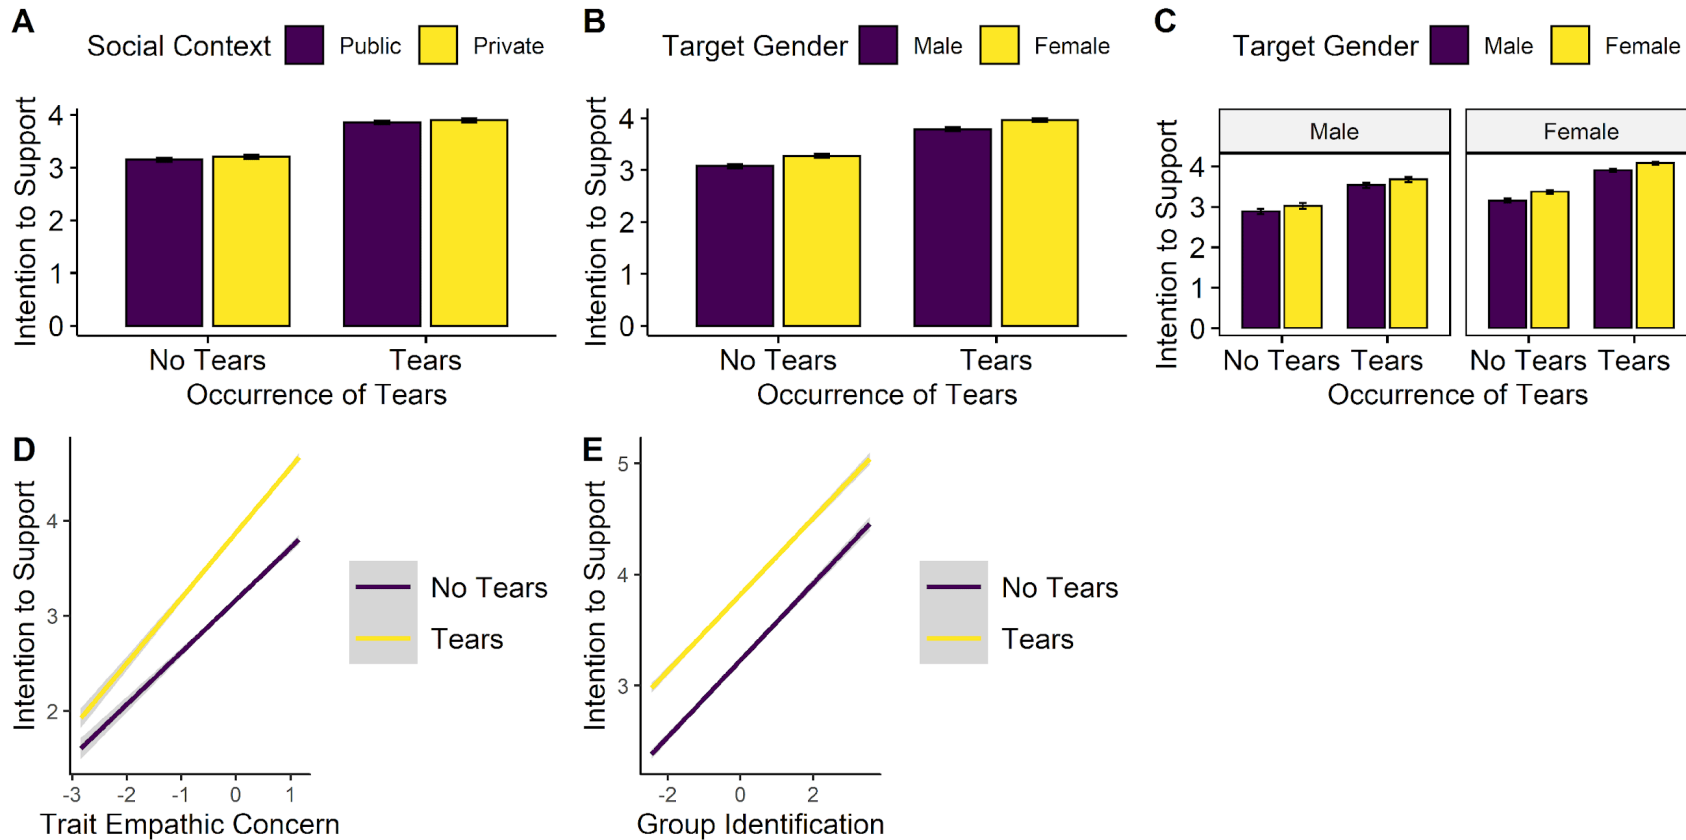 A
Social Context Public Private
Intention to Support
4
3
2
1
0
No Tears Tears
Occurrence of Tears
B
Target Gender Male Female
Intention to Support
4
3
2
1
0
No Tears Tears
Occurrence of Tears
C
Target Gender Male Female
Male Female
Intention to Support
4
3
2
1
0
No Tears Tears No Tears Tears
Occurrence of Tears
D
Intention to Support
4
3
2
-3 -2 -1 0 1
Trait Empathic Concern
No Tears
Tears
E
Intention to Support
5
4
3
-2 0 2
Group Identification
No Tears
Tears